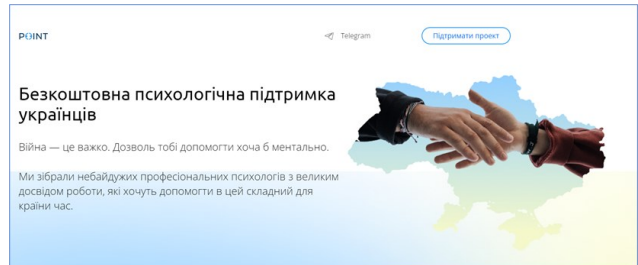 POINT
Telegram
Підтримати проект
Безкоштовна психологічна підтримка
українців
Війна — це важко. Дозволь тобі допомогти хоча б ментально.
Ми зібрали небайдужих професіональних психологів з великим
досвідом роботи, які хочуть допомогти в цей складний для
країни час.